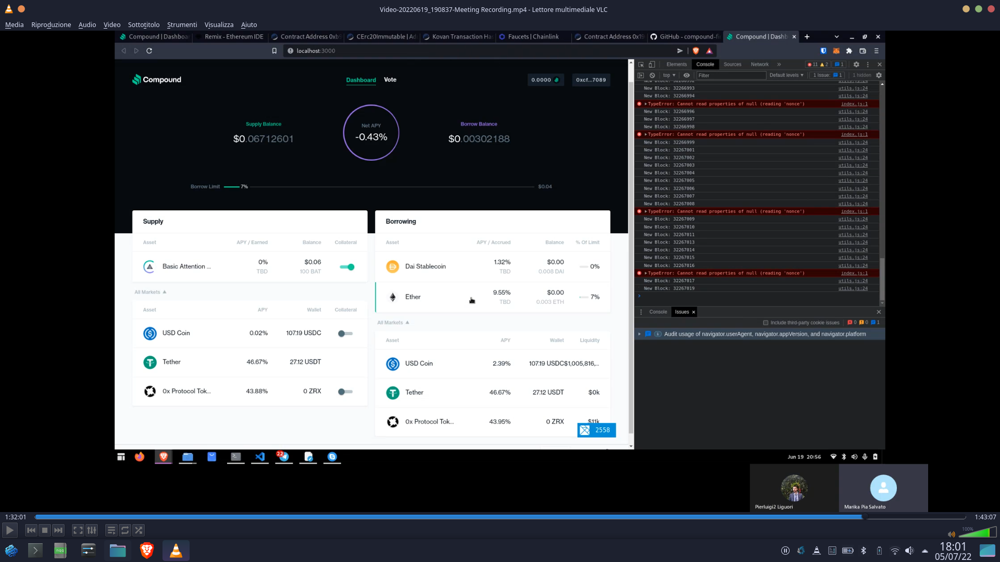 Video-20220619_190837-Meeting Recording.mp4 - Lettore multimediale VLC
Media Riproduzione Audio Video Sottotitolo Strumenti Visualizza Aiuto
Compound | Dashboa Remix - Ethereum IDE Contract Address 0xb9 CErc20Immutable | Ad Kovan Transaction Ha Faucets | Chainlink Contract Address 0x19 GitHub - compound-fi Compound | Dashb
localhost:3000
Compound
Dashboard Vote
0.0000 0xcf...7089
Supply Balance
$0.06712601
Net APY
-0.43%
Borrow Balance
$0.00302188
Borrow Limit 7% $0.04
Supply
Asset APY / Earned Balance Collateral
Basic Attention ... 0% $0.06
TBD 100 BAT
All Markets
Asset APY Wallet Collateral
USD Coin 0.02% 107.19 USDC
Tether 46.67% 27.12 USDT
0x Protocol Tok... 43.88% 0 ZRX
Borrowing
Asset APY / Accrued Balance % Of Limit
Dai Stablecoin 1.32% $0.00 0%
TBD 0.008 DAI
Ether 9.55% $0.00 7%
TBD 0.003 ETH
All Markets
Asset APY Wallet Liquidity
USD Coin 2.39% 107.19 USDC$1,005,816,...
Tether 46.67% 27.12 USDT $0k
0x Protocol Tok... 43.95% 0 ZRX $11k
2558
Elements Console Sources Network » 11 2 1
top Filter Default levels 1 Issue: 1 1 hidden
New Block: 32266992 utils.js:24
New Block: 32266993 utils.js:24
New Block: 32266994 utils.js:24
TypeError: Cannot read properties of null (reading 'nonce') index.js:1
New Block: 32266996 utils.js:24
New Block: 32266997 utils.js:24
New Block: 32266998 utils.js:24
TypeError: Cannot read properties of null (reading 'nonce') index.js:1
New Block: 32266999 utils.js:24
New Block: 32267001 utils.js:24
New Block: 32267002 utils.js:24
New Block: 32267003 utils.js:24
New Block: 32267004 utils.js:24
New Block: 32267005 utils.js:24
New Block: 32267006 utils.js:24
New Block: 32267007 utils.js:24
New Block: 32267008 utils.js:24
TypeError: Cannot read properties of null (reading 'nonce') index.js:1
New Block: 32267009 utils.js:24
New Block: 32267010 utils.js:24
New Block: 32267011 utils.js:24
New Block: 32267013 utils.js:24
New Block: 32267014 utils.js:24
New Block: 32267015 utils.js:24
New Block: 32267016 utils.js:24
TypeError: Cannot read properties of null (reading 'nonce') index.js:1
New Block: 32267017 utils.js:24
New Block: 32267019 utils.js:24
Console Issues
Include third-party cookie issues 0 0 1
1 Audit usage of navigator.userAgent, navigator.appVersion, and navigator.platform
22
Jun 19 20:56
Pierluigi2 Liguori Marika Pia Salvato
1:32:01 1:43:07
100%
nqq
18:01
05/07/22